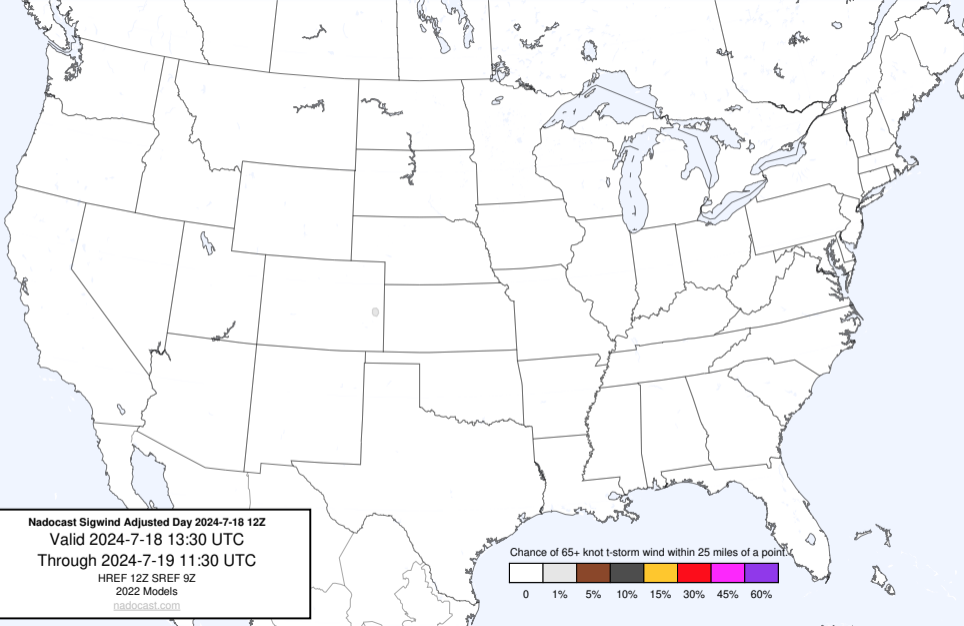 Nadocast Sigwind Adjusted Day 2024-7-18 12Z
Valid 2024-7-18 13:30 UTC
Through 2024-7-19 11:30 UTC
HREF 12Z SREF 9Z
2022 Models
nadocast.com
Chance of 65+ knot t-storm wind within 25 miles of a point.
0 1% 5% 10% 15% 30% 45% 60%